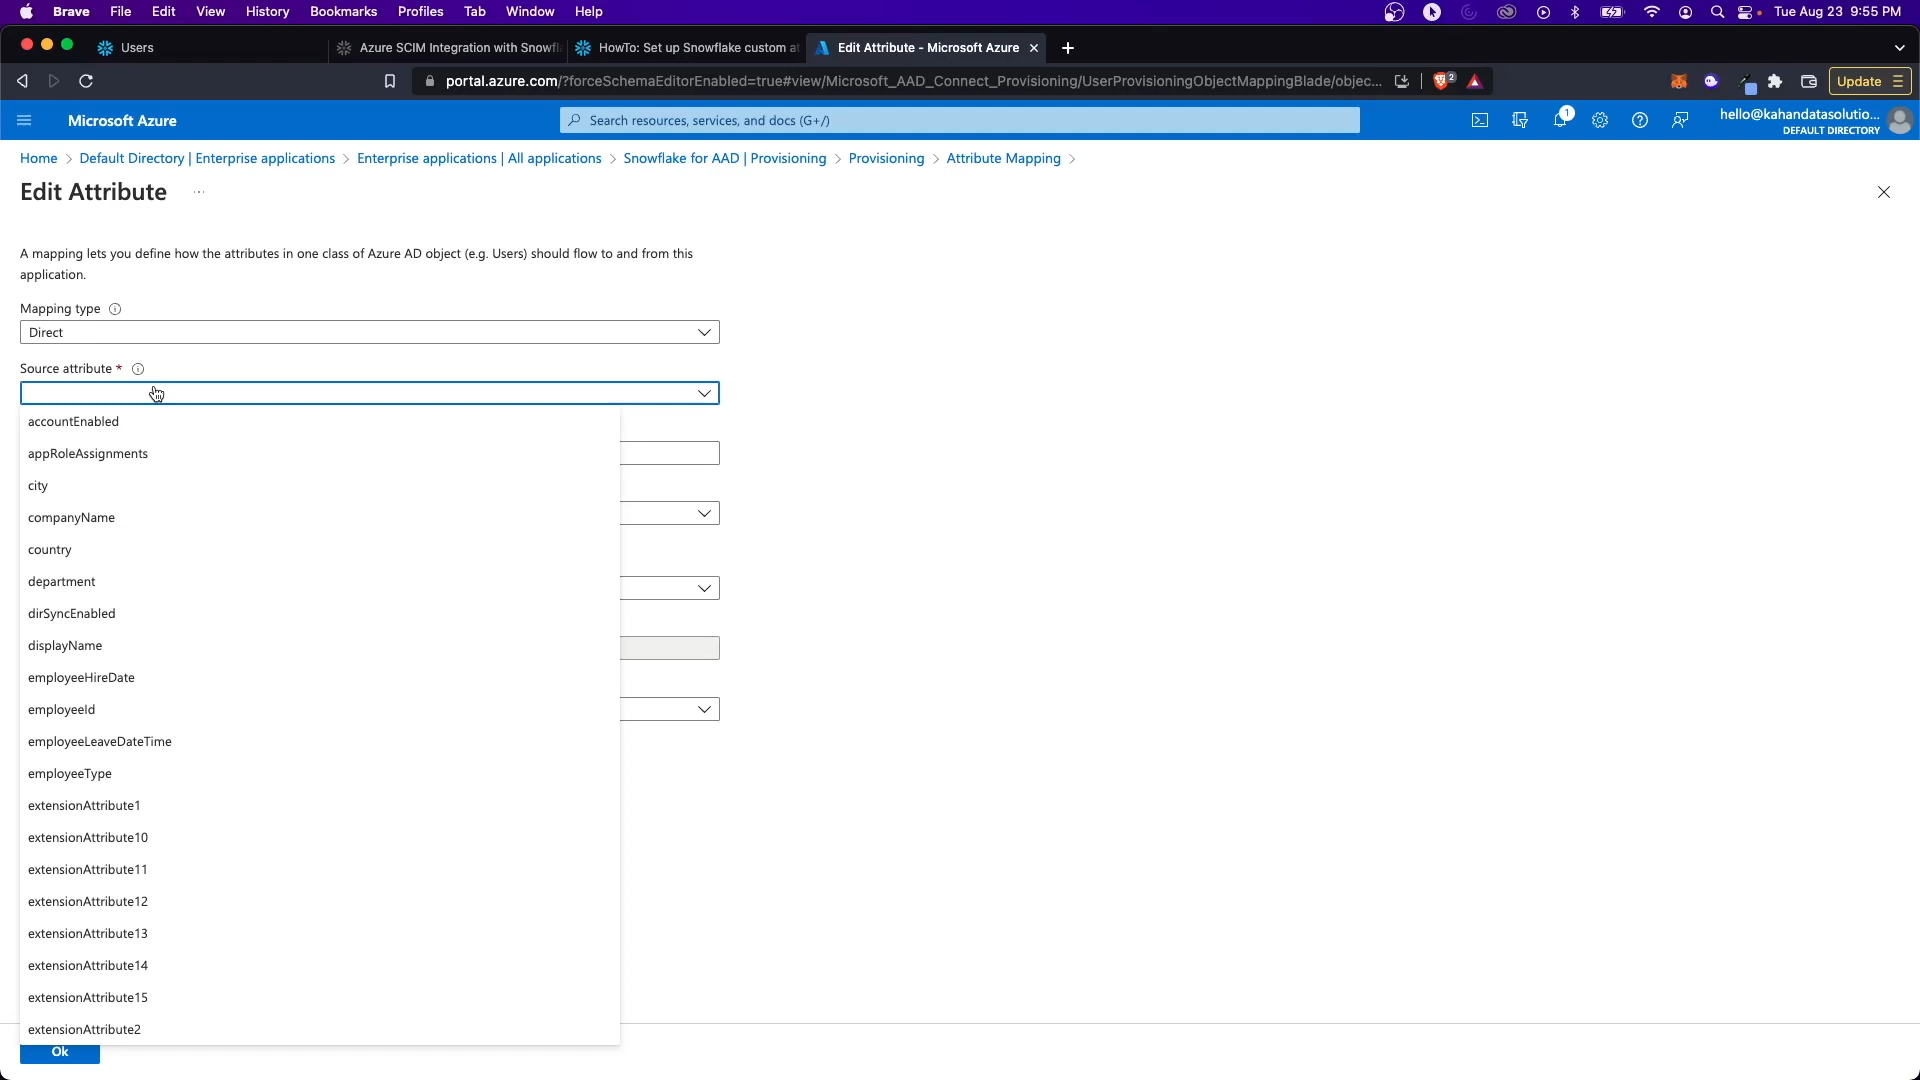 Brave File Edit View History Bookmarks Profiles Tab Window Help Tue Aug 23 9:55 PM
Users Azure SCIM Integration with Snowfl HowTo: Set up Snowflake custom at Edit Attribute - Microsoft Azure
portal.azure.com/?forceSchemaEditorEnabled=true#view/Microsoft_AAD_Connect_Provisioning/UserProvisioningObjectMappingBlade/objec... 2 Update
Microsoft Azure Search resources, services, and docs (G+/) 1 hello@kahandatasolutio...
DEFAULT DIRECTORY
Home > Default Directory | Enterprise applications > Enterprise applications | All applications > Snowflake for AAD | Provisioning > Provisioning > Attribute Mapping >
Edit Attribute ...
A mapping lets you define how the attributes in one class of Azure AD object (e.g. Users) should flow to and from this
application.
Mapping type
Direct
Source attribute *
accountEnabled
appRoleAssignments
city
companyName
country
department
dirSyncEnabled
displayName
employeeHireDate
employeeId
employeeLeaveDateTime
employeeType
extensionAttribute1
extensionAttribute10
extensionAttribute11
extensionAttribute12
extensionAttribute13
extensionAttribute14
extensionAttribute15
extensionAttribute2
Ok